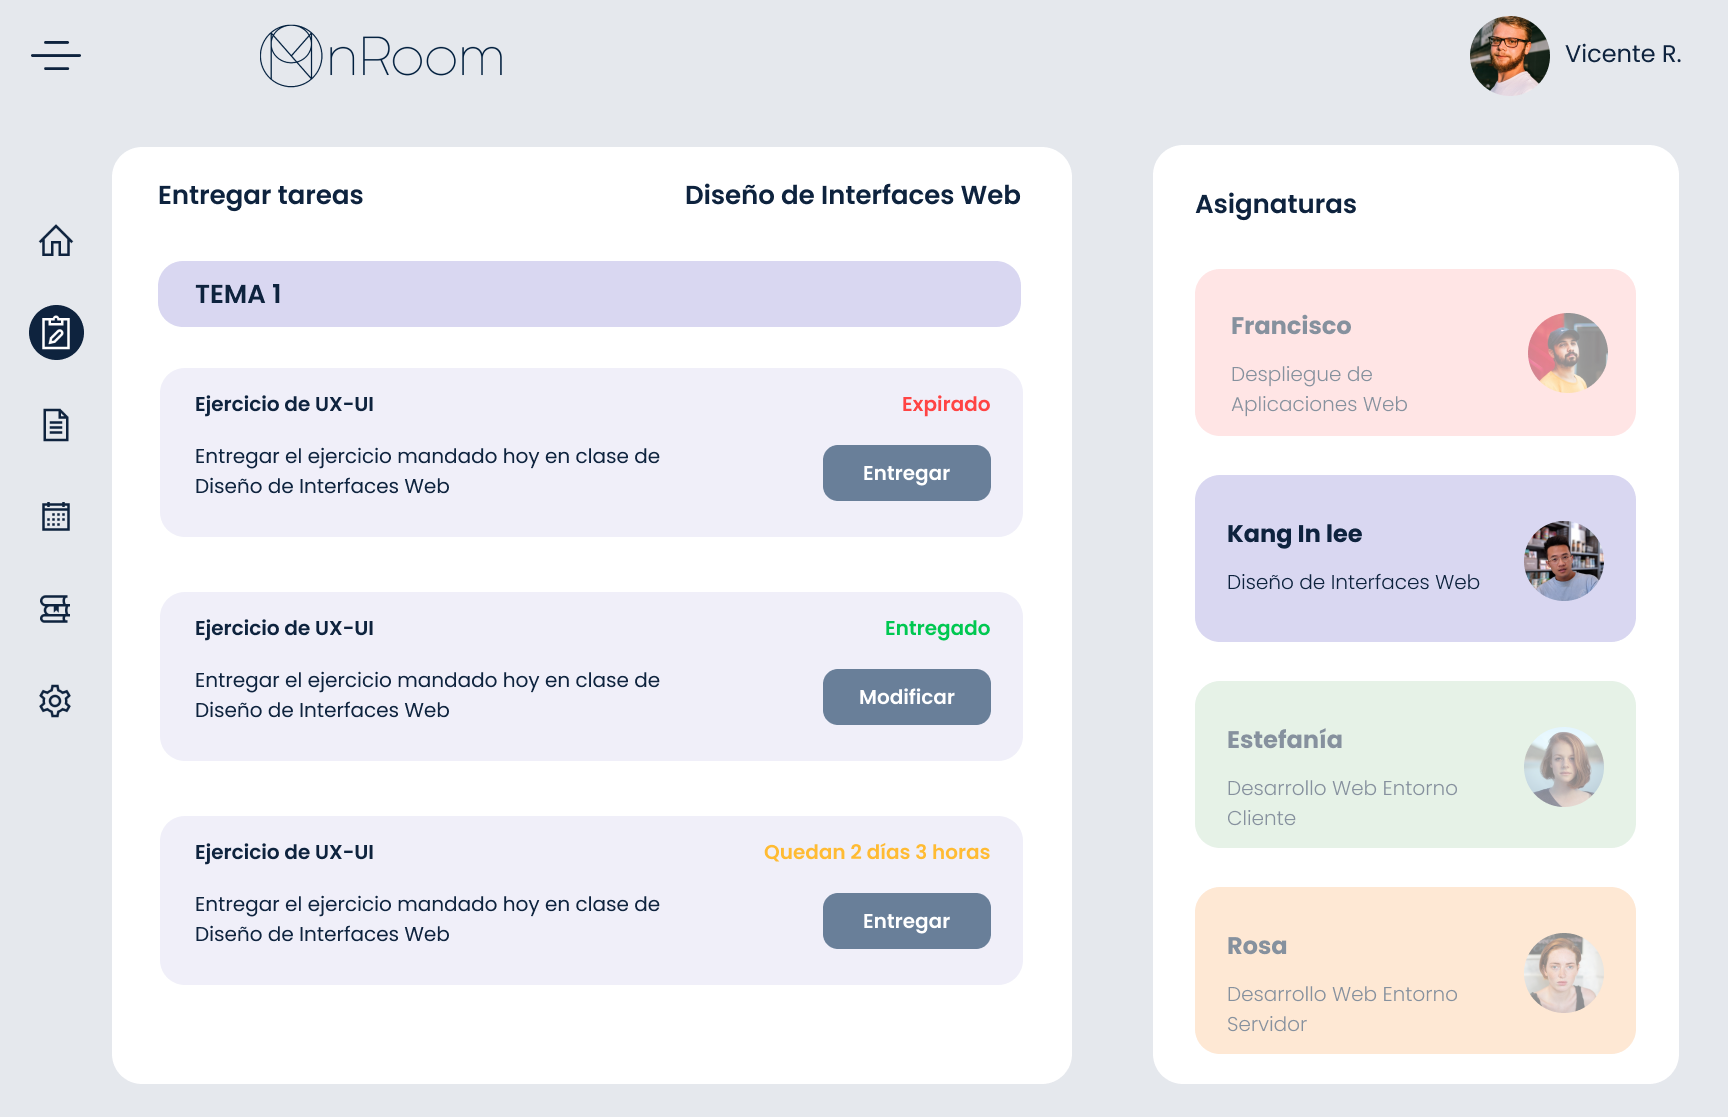 OnRoom
Vicente R.
Entregar tareas
Diseño de Interfaces Web
TEMA 1
Ejercicio de UX-UI
Expirado
Entregar el ejercicio mandado hoy en clase de
Diseño de Interfaces Web
Entregar
Ejercicio de UX-UI
Entregado
Entregar el ejercicio mandado hoy en clase de
Diseño de Interfaces Web
Modificar
Ejercicio de UX-UI
Quedan 2 días 3 horas
Entregar el ejercicio mandado hoy en clase de
Diseño de Interfaces Web
Entregar
Asignaturas
Francisco
Despliegue de
Aplicaciones Web
Kang In lee
Diseño de Interfaces Web
Estefanía
Desarrollo Web Entorno
Cliente
Rosa
Desarrollo Web Entorno
Servidor